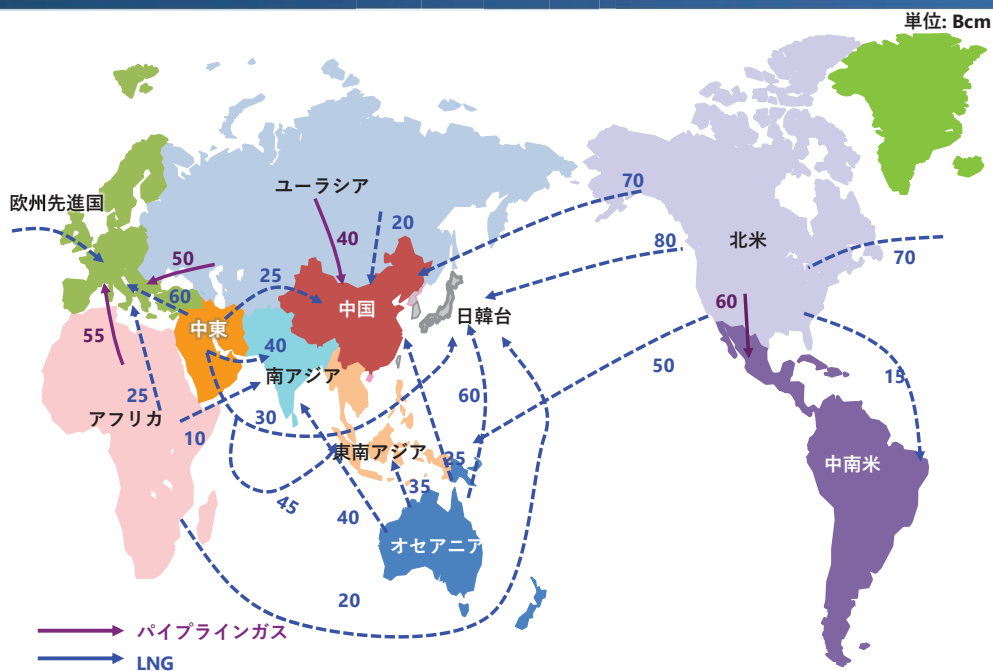 単位: Bcm
欧州先進国
ユーラシア
70
20
40
50
25
60
80
北米
70
中国
日韓台
中東
60
55
40
南アジア
50
15
25
アフリカ
30
60
10
東南アジア
25
中南米
35
45
40
オセアニア
20
パイプラインガス
LNG